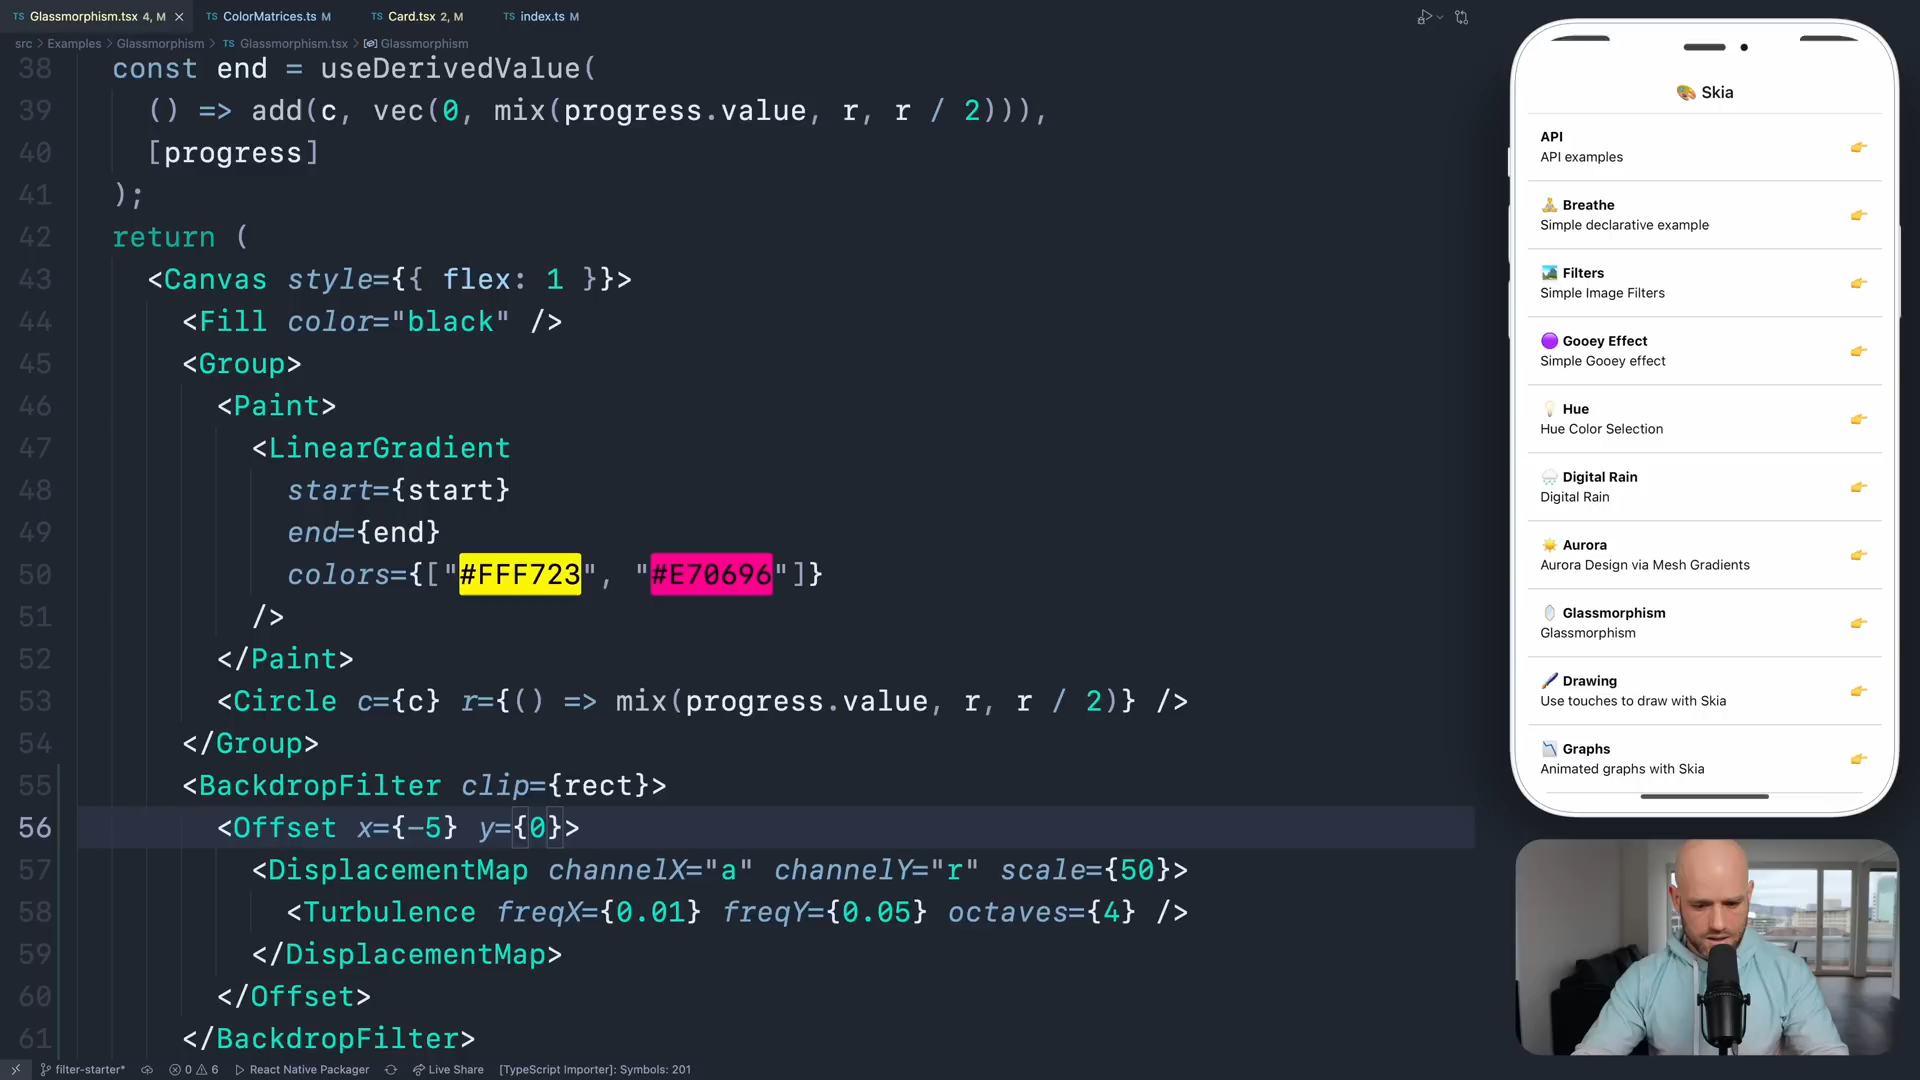 Glassmorphism.tsx 4, M
ColorMatrices.ts M
Card.tsx 2, M
index.ts M
src > Examples > Glassmorphism > TS Glassmorphism.tsx > Glassmorphism
38 const end = useDerivedValue(
39 () => add(c, vec(0, mix(progress.value, r, r / 2))),
40 [progress]
41 );
42 return (
43 <Canvas style={{ flex: 1 }}>
44 <Fill color="black" />
45 <Group>
46 <Paint>
47 <LinearGradient
48 start={start}
49 end={end}
50 colors={["#FFF723", "#E70696"]}
51 />
52 </Paint>
53 <Circle c={c} r={() => mix(progress.value, r, r / 2)} />
54 </Group>
55 <BackdropFilter clip={rect}>
56 <Offset x={-5} y={0}>
57 <DisplacementMap channelX="a" channelY="r" scale={50}>
58 <Turbulence freqX={0.01} freqY={0.05} octaves={4} />
59 </DisplacementMap>
60 </Offset>
61 </BackdropFilter>
filter-starter* 0 6 React Native Packager Live Share [TypeScript Importer]: Symbols: 201
🎨 Skia
API
API examples
Breathe
Simple declarative example
Filters
Simple Image Filters
Gooey Effect
Simple Gooey effect
Hue
Hue Color Selection
Digital Rain
Digital Rain
Aurora
Aurora Design via Mesh Gradients
Glassmorphism
Glassmorphism
Drawing
Use touches to draw with Skia
Graphs
Animated graphs with Skia